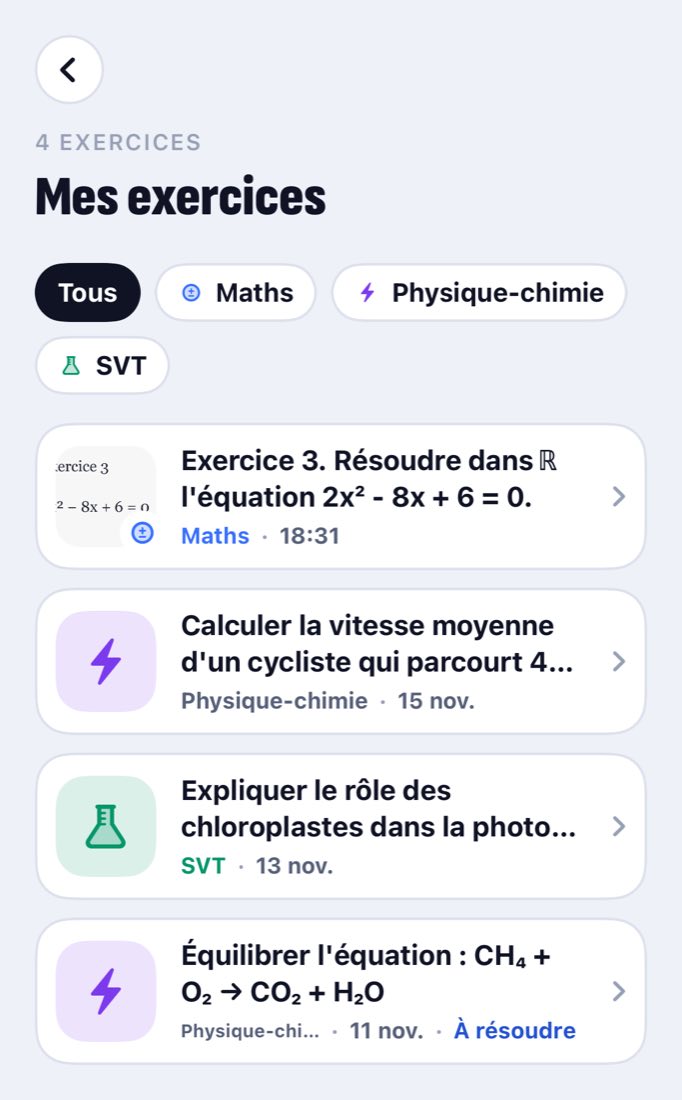 4 EXERCICES
Mes exercices
Tous
Maths
Physique-chimie
SVT
ercice 3
² – 8x + 6 = 0
Exercice 3. Résoudre dans ℝ
l'équation 2x² - 8x + 6 = 0.
Maths · 18:31
Calculer la vitesse moyenne
d'un cycliste qui parcourt 4...
Physique-chimie · 15 nov.
Expliquer le rôle des
chloroplastes dans la photo...
SVT · 13 nov.
Équilibrer l'équation : CH₄ +
O₂ → CO₂ + H₂O
Physique-chi... · 11 nov. · À résoudre